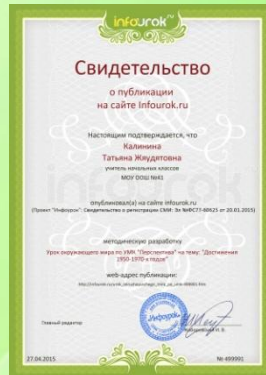 infourok
Свидетельство
о публикации
на сайте Infourok.ru
Настоящим подтверждается, что
Калинина
Татьяна Жяудятовна
учитель начальных классов
МОУ ООШ №41
опубликовал(а) на сайте infourok.ru
(Проект "Инфоурок": Свидетельство о регистрации СМИ: Эл №ФС77-60625 от 20.01.2015)
методическую разработку
Урок окружающего мира по УМК "Перспектива" на тему: "Достижения
1950-1970-х годов"
web-адрес публикации:
Главный редактор
27.04.2015
№ 499991